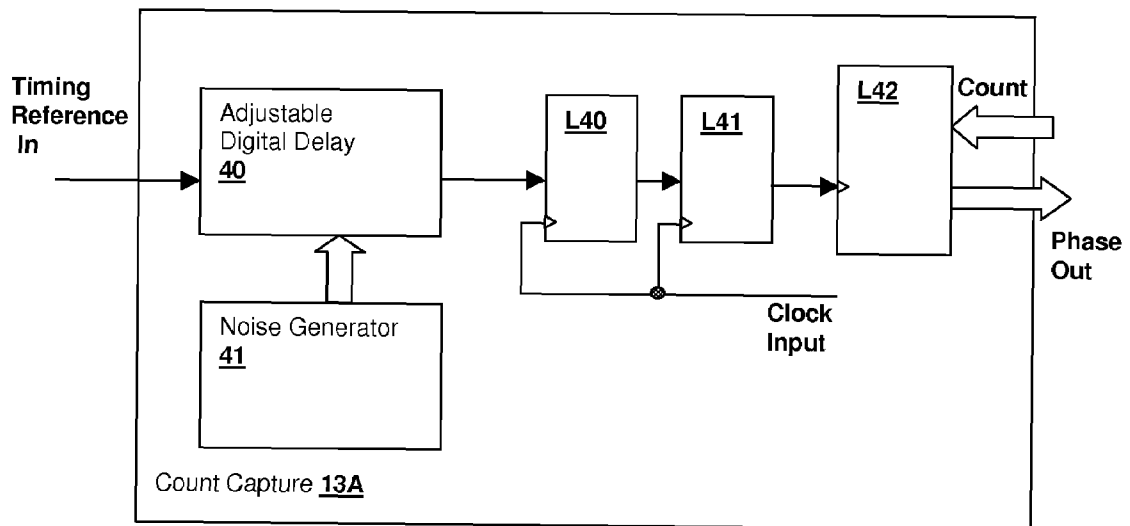 Timing
Reference
In
Adjustable
Digital Delay
40
Noise Generator
41
L40
L41
L42
Count
Phase
Out
Clock
Input
Count Capture 13A